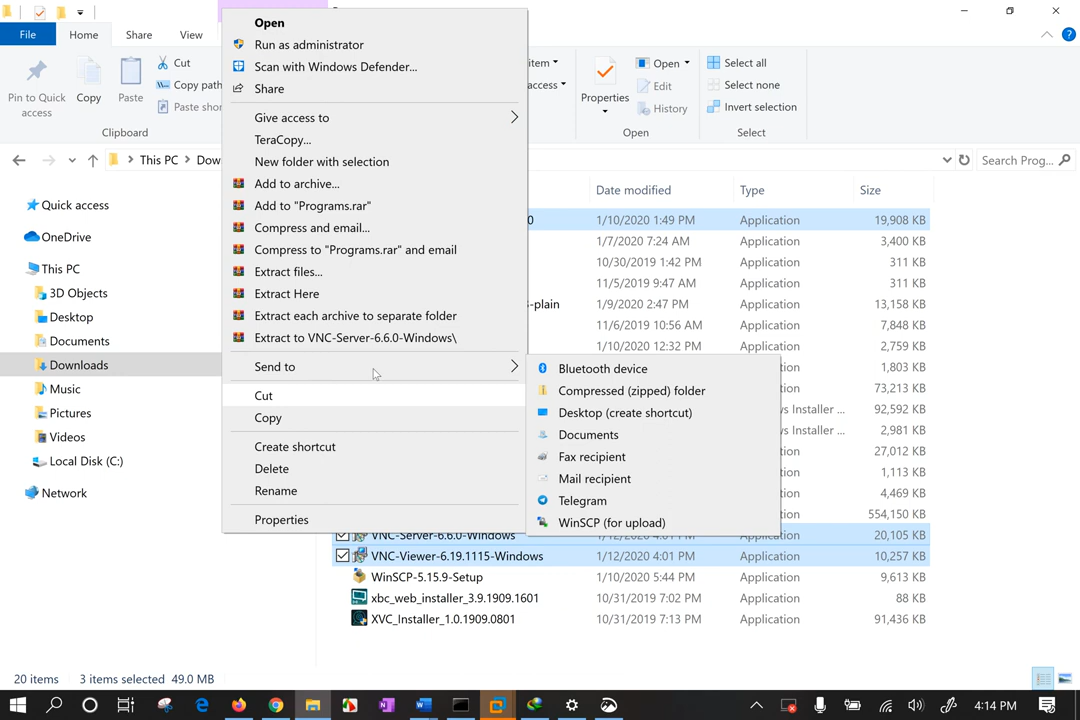 File
Home
Share
View
Pin to Quick
access
Copy
Paste
Cut
Copy path
Paste shor
Clipboard
item
access
Properties
Open
Edit
History
Open
Select all
Select none
Invert selection
Select
This PC
Dow
Search Prog...
Date modified
Type
Size
Quick access
OneDrive
This PC
3D Objects
Desktop
Documents
Downloads
Music
Pictures
Videos
Local Disk (C:)
Network
Open
Run as administrator
Scan with Windows Defender...
Share
Give access to
TeraCopy...
New folder with selection
Add to archive...
Add to "Programs.rar"
Compress and email...
Compress to "Programs.rar" and email
Extract files...
Extract Here
Extract each archive to separate folder
Extract to VNC-Server-6.6.0-Windows\
Send to
Cut
Copy
Create shortcut
Delete
Rename
Properties
Bluetooth device
Compressed (zipped) folder
Desktop (create shortcut)
Documents
Fax recipient
Mail recipient
Telegram
WinSCP (for upload)
0 1/10/2020 1:49 PM Application 19,908 KB
1/7/2020 7:24 AM Application 3,400 KB
10/30/2019 1:42 PM Application 311 KB
11/5/2019 9:47 AM Application 311 KB
-plain 1/9/2020 2:47 PM Application 13,158 KB
11/6/2019 10:56 AM Application 7,848 KB
1/10/2020 12:32 PM Application 2,759 KB
1,803 KB
73,213 KB
s Installer ... 92,592 KB
s Installer ... 2,981 KB
27,012 KB
1,113 KB
4,469 KB
554,150 KB
VNC-Server-6.6.0-Windows 1/12/2020 4:01 PM Application 20,105 KB
VNC-Viewer-6.19.1115-Windows 1/12/2020 4:01 PM Application 10,257 KB
WinSCP-5.15.9-Setup 1/10/2020 5:44 PM Application 9,613 KB
xbc_web_installer_3.9.1909.1601 10/31/2019 7:02 PM Application 88 KB
XVC_Installer_1.0.1909.0801 10/31/2019 7:13 PM Application 91,436 KB
20 items 3 items selected 49.0 MB
4:14 PM